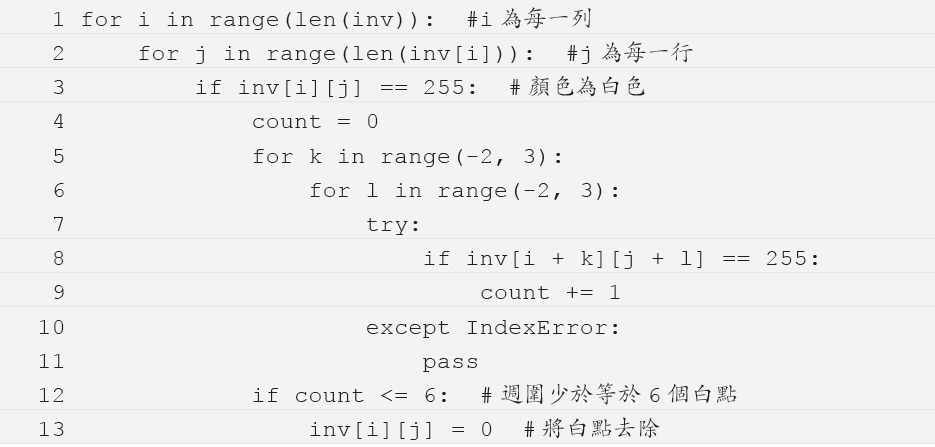 1 for i in range(len(inv)):  #i 為每一列
2     for j in range(len(inv[i])):  #j 為每一行
3         if inv[i][j] == 255:  # 顏色為白色
4             count = 0
5             for k in range(-2, 3):
6                 for l in range(-2, 3):
7                     try:
8                         if inv[i + k][j + l] == 255:
9                             count += 1
10                     except IndexError:
11                         pass
12             if count <= 6:  # 週圍少於等於 6 個白點
13                 inv[i][j] = 0  # 將白點去除